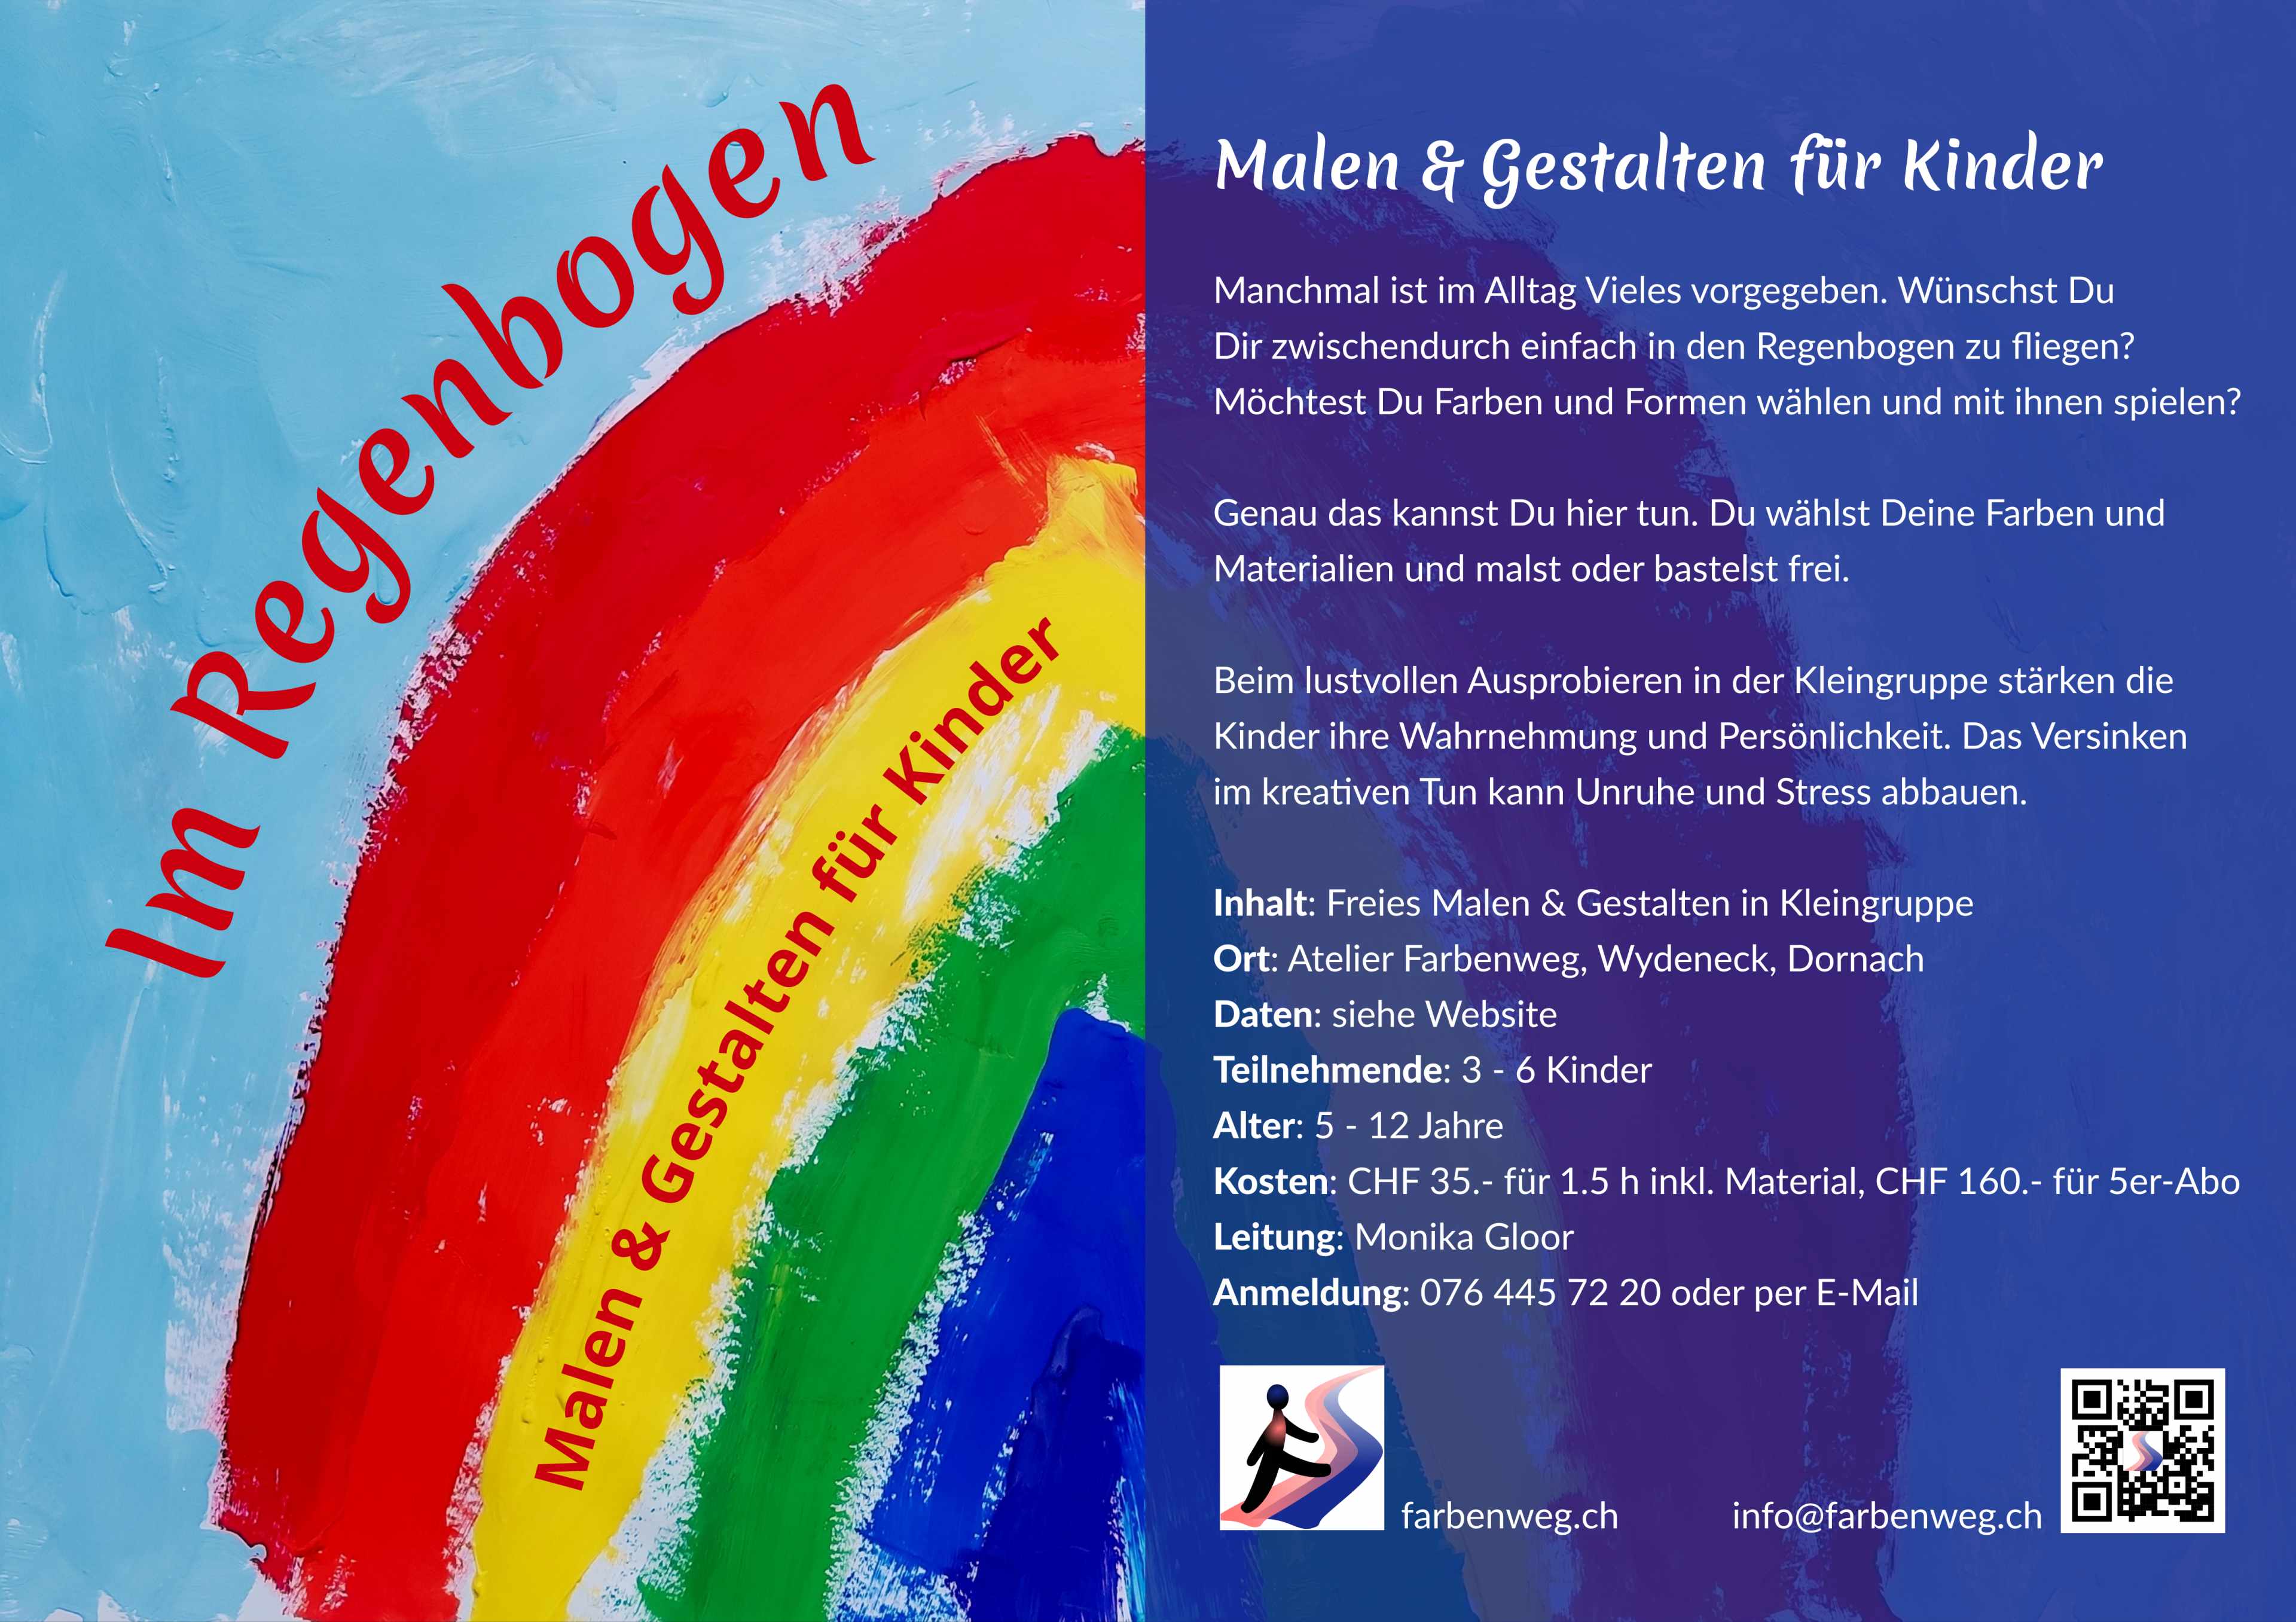 Im Regenbogen
Malen & Gestalten für Kinder
Malen & Gestalten für Kinder
Manchmal ist im Alltag Vieles vorgegeben. Wünschst Du
Dir zwischendurch einfach in den Regenbogen zu fliegen?
Möchtest Du Farben und Formen wählen und mit ihnen spielen?
Genau das kannst Du hier tun. Du wählst Deine Farben und
Materialien und malst oder bastelst frei.
Beim lustvollen Ausprobieren in der Kleingruppe stärken die
Kinder ihre Wahrnehmung und Persönlichkeit. Das Versinken
im kreativen Tun kann Unruhe und Stress abbauen.
Inhalt: Freies Malen & Gestalten in Kleingruppe
Ort: Atelier Farbenweg, Wydeneck, Dornach
Daten: siehe Website
Teilnehmende: 3 - 6 Kinder
Alter: 5 - 12 Jahre
Kosten: CHF 35.- für 1.5 h inkl. Material, CHF 160.- für 5er-Abo
Leitung: Monika Gloor
Anmeldung: 076 445 72 20 oder per E-Mail
farbenweg.ch info@farbenweg.ch